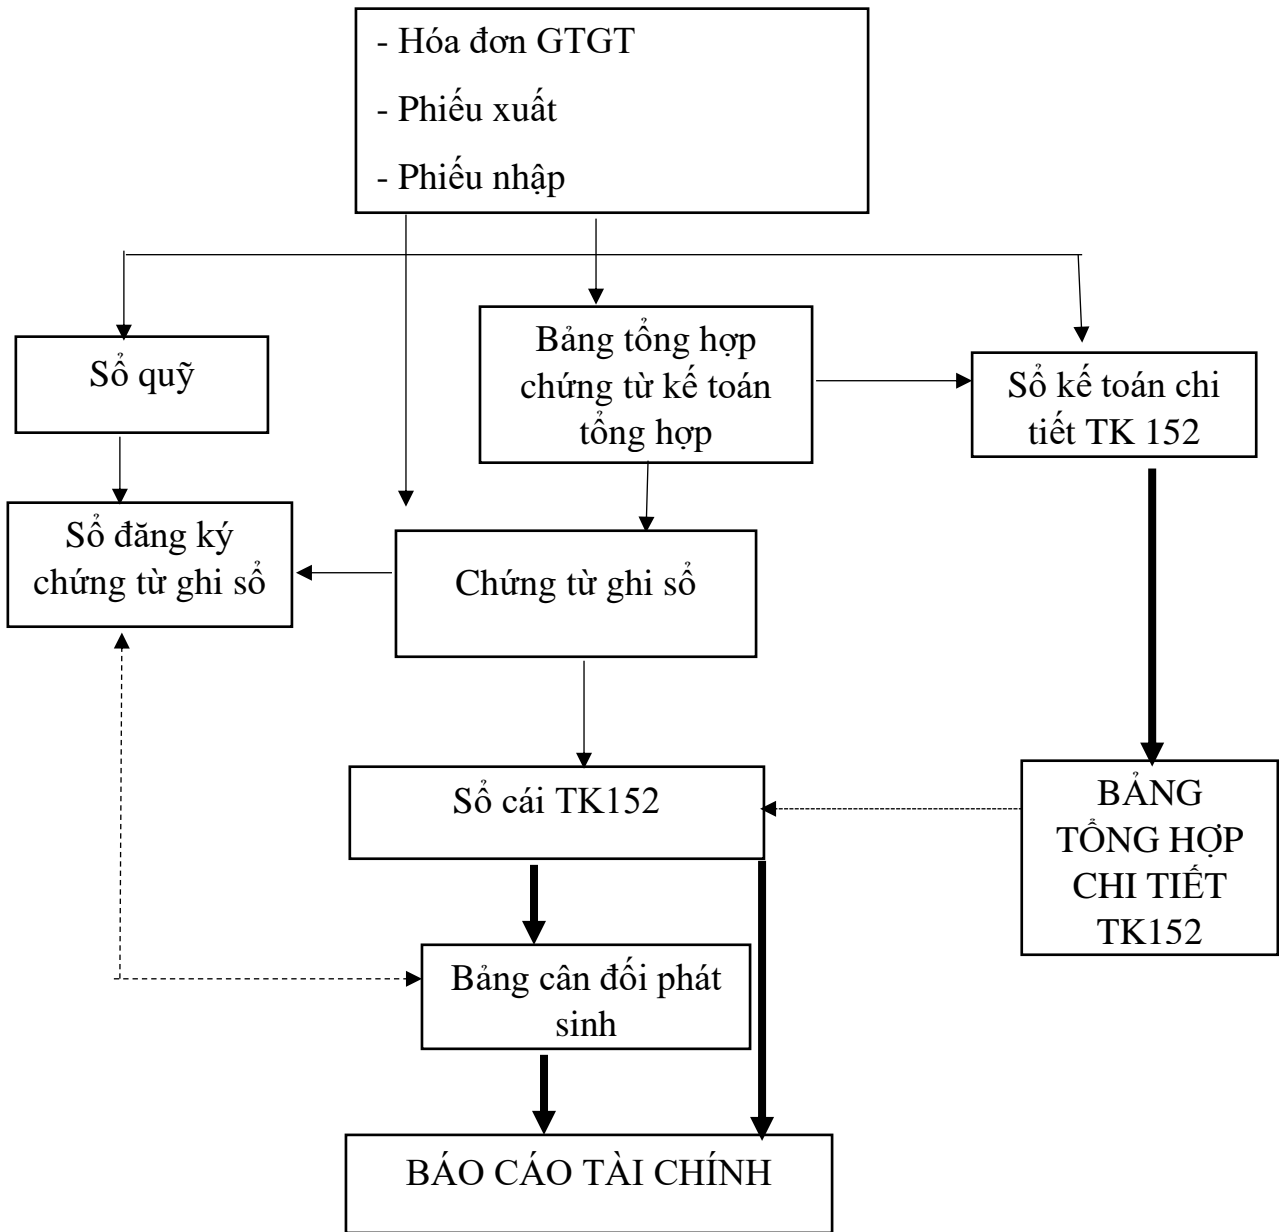 - Hóa đơn GTGT
- Phiếu xuất
- Phiếu nhập
Sổ quỹ
Bảng tổng hợp
chứng từ kế toán
tổng hợp
Sổ kế toán chi
tiết TK 152
Sổ đăng ký
chứng từ ghi sổ
Chứng từ ghi sổ
Sổ cái TK152
BẢNG
TỔNG HỢP
CHI TIẾT
TK152
Bảng cân đối phát
sinh
BÁO CÁO TÀI CHÍNH